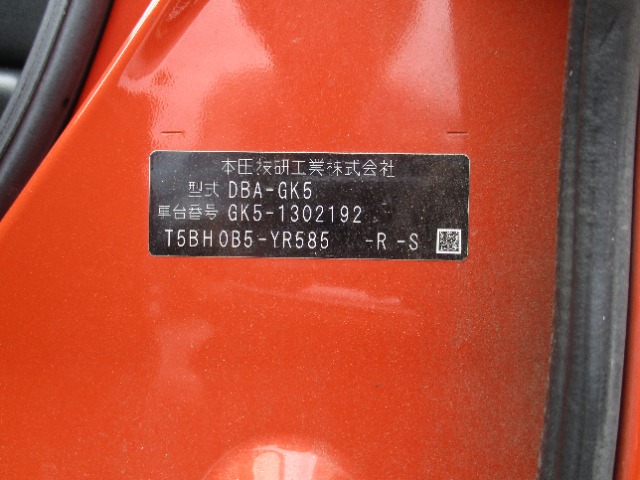 本田技研工業株式会社
型式 DBA-GK5
車台番号 GK5-1302192
T5BH0B5-YR585 -R -S